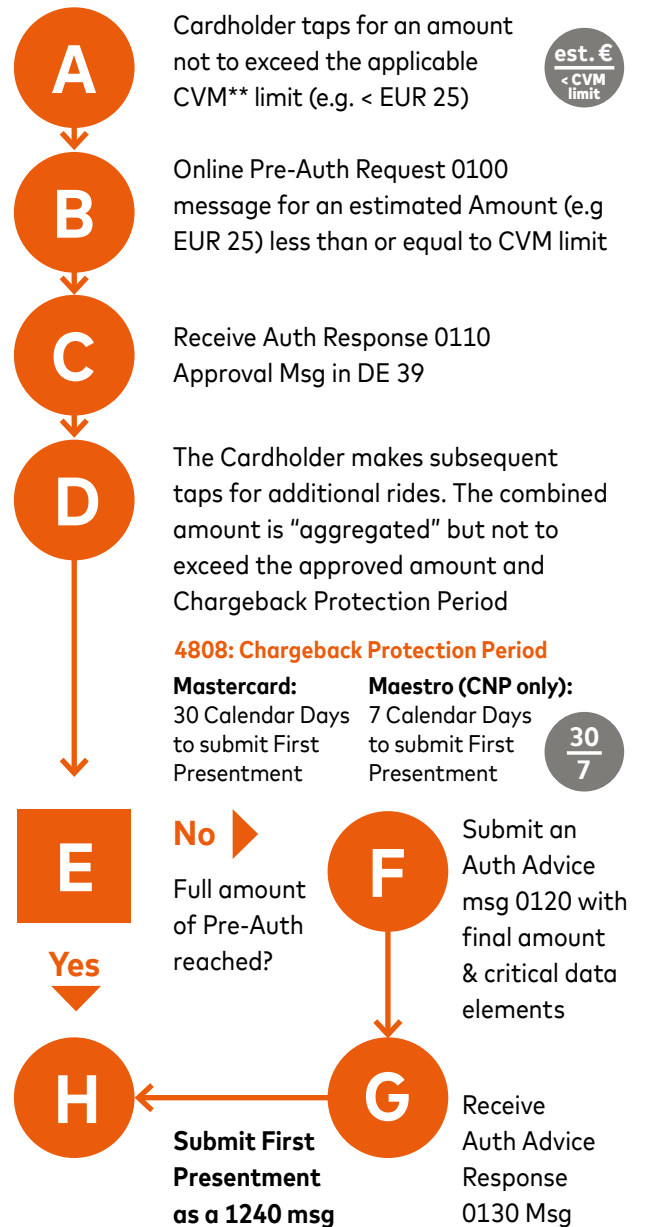 A
Cardholder taps for an amount
not to exceed the applicable
CVM** limit (e.g. < EUR 25)
est. €
< CVM
limit
B
Online Pre-Auth Request 0100
message for an estimated Amount (e.g
EUR 25) less than or equal to CVM limit
C
Receive Auth Response 0110
Approval Msg in DE 39
D
The Cardholder makes subsequent
taps for additional rides. The combined
amount is “aggregated” but not to
exceed the approved amount and
Chargeback Protection Period
4808: Chargeback Protection Period
Mastercard:
30 Calendar Days
to submit First
Presentment
Maestro (CNP only):
7 Calendar Days
to submit First
Presentment
30
7
E
No
Full amount
of Pre-Auth
reached?
Yes
F
Submit an
Auth Advice
msg 0120 with
final amount
& critical data
elements
G
Receive
Auth Advice
Response
0130 Msg
H
Submit First
Presentment
as a 1240 msg